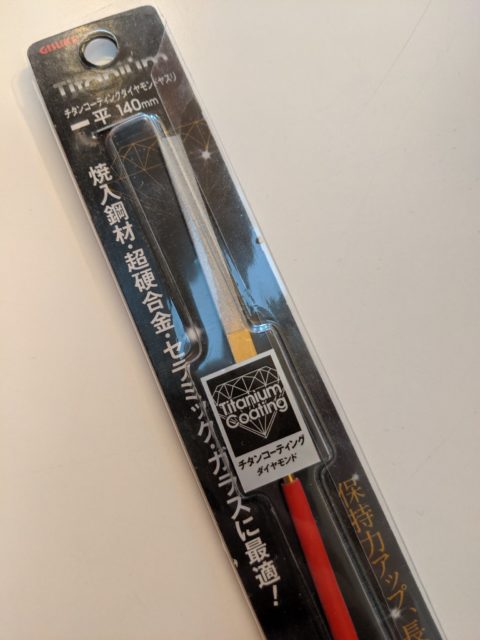 Titanium
チタンコーティングダイヤモンドヤスリ
平 140mm
焼入鋼材・超硬合金・セラミック・ガラスに最適!
Titanium
Coating
チタンコーティング
ダイヤモンド
保持力アップ、長